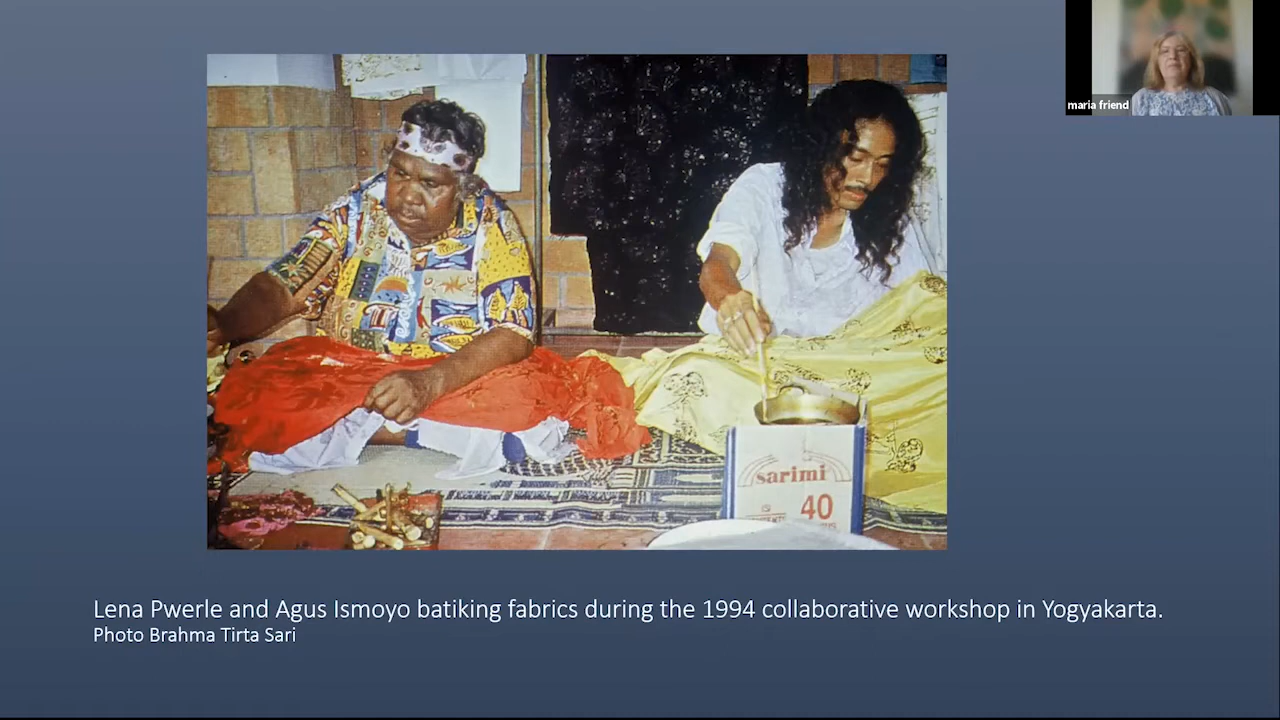 maria friend
sarimi
40
Lena Pwerle and Agus Ismoyo batiking fabrics during the 1994 collaborative workshop in Yogyakarta.
Photo Brahma Tirta Sari